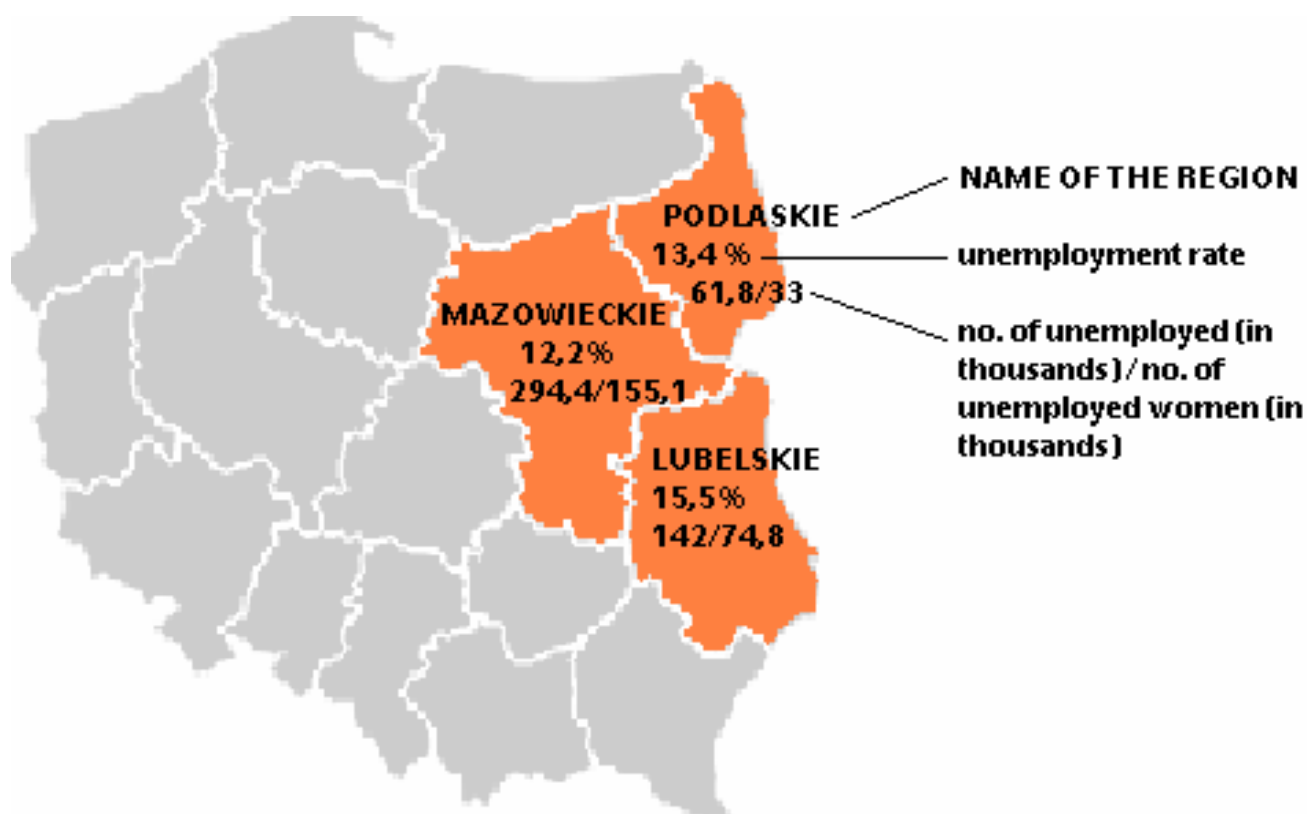 NAME OF THE REGION
PODLASKIE
13,4 %
unemployment rate
61,8/33
no. of unemployed (in
thousands) / no. of
unemployed women (in
thousands)
MAZOWIECKIE
12,2%
294,4/155,1
LUBELSKIE
15,5%
142/74,8